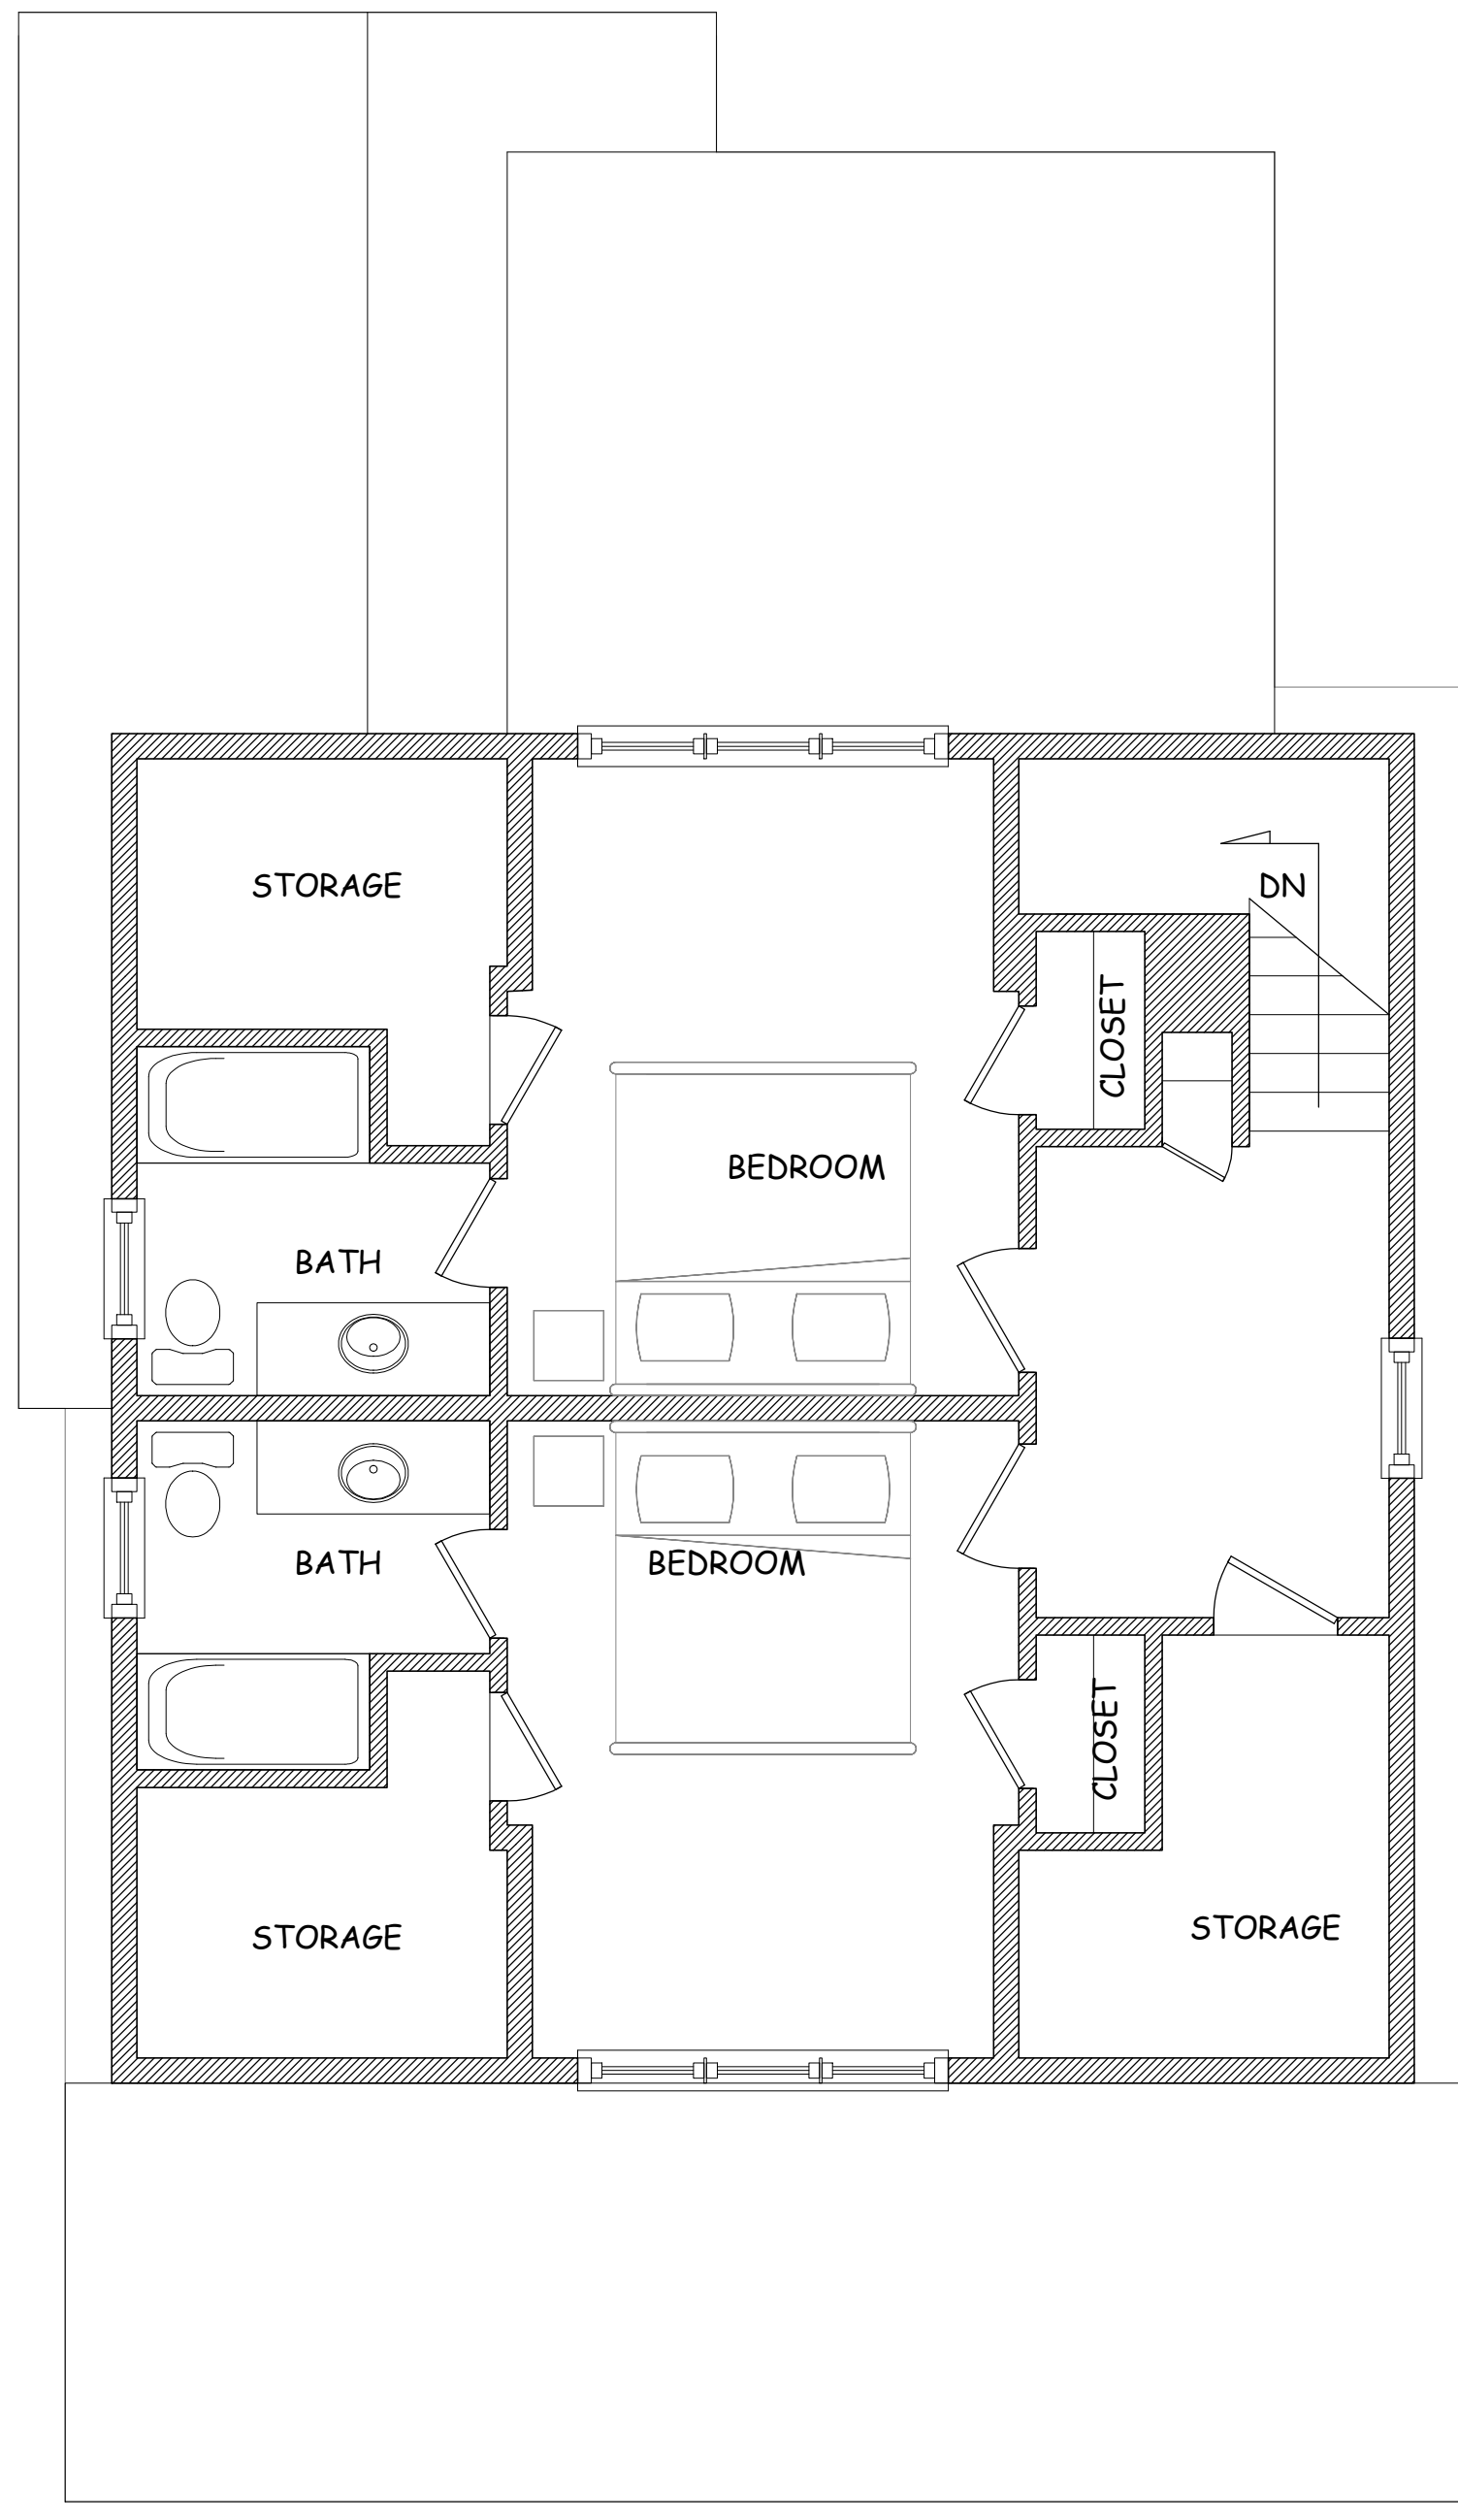 STORAGE
DN
CLOSET
BEDROOM
BATH
BATH
BEDROOM
CLOSET
STORAGE
STORAGE